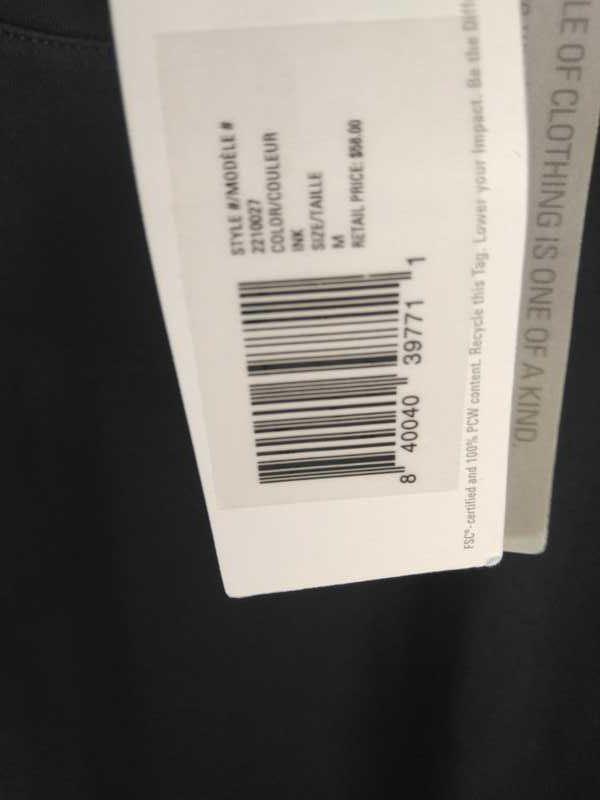 STYLE #/MODÈLE #
2210027
COLOR/COULEUR
INK
SIZE/TAILLE
M
RETAIL PRICE: $58.00
8 40040 39771 1
FSC®-certified and 100% PCW content. Recycle this Tag. Lower your Impact. Be the
LE OF CLOTHING IS ONE OF A KIND.